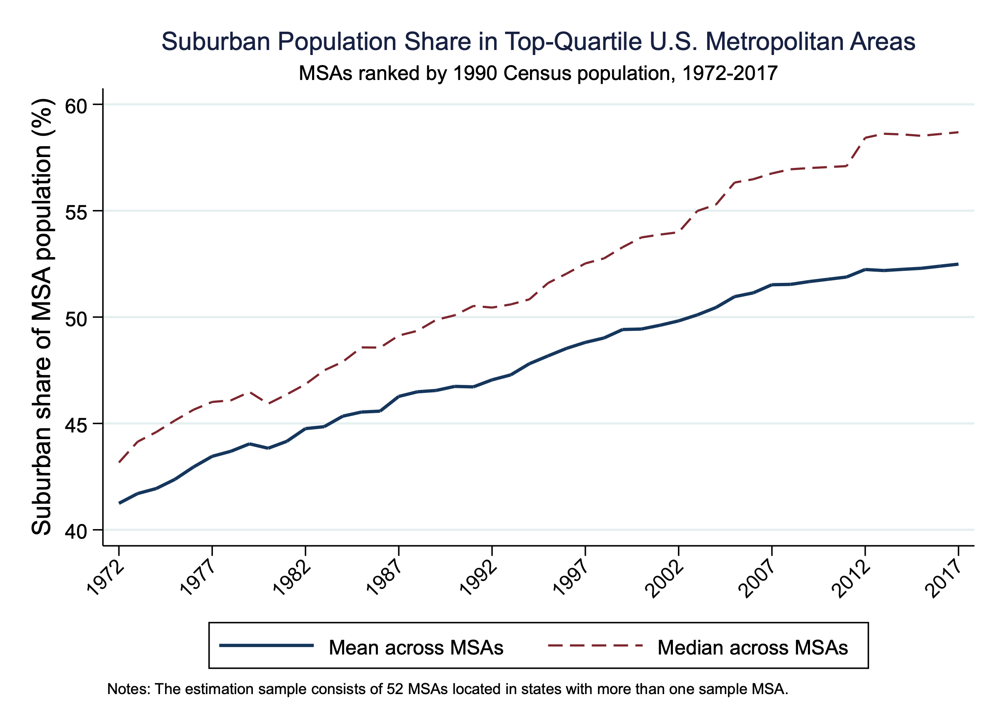 Suburban Population Share in Top-Quartile U.S. Metropolitan Areas
MSAs ranked by 1990 Census population, 1972-2017
Suburban share of MSA population (%)
60
55
50
45
40
1972
1977
1982
1987
1992
1997
2002
2007
2012
2017
Mean across MSAs
Median across MSAs
Notes: The estimation sample consists of 52 MSAs located in states with more than one sample MSA.